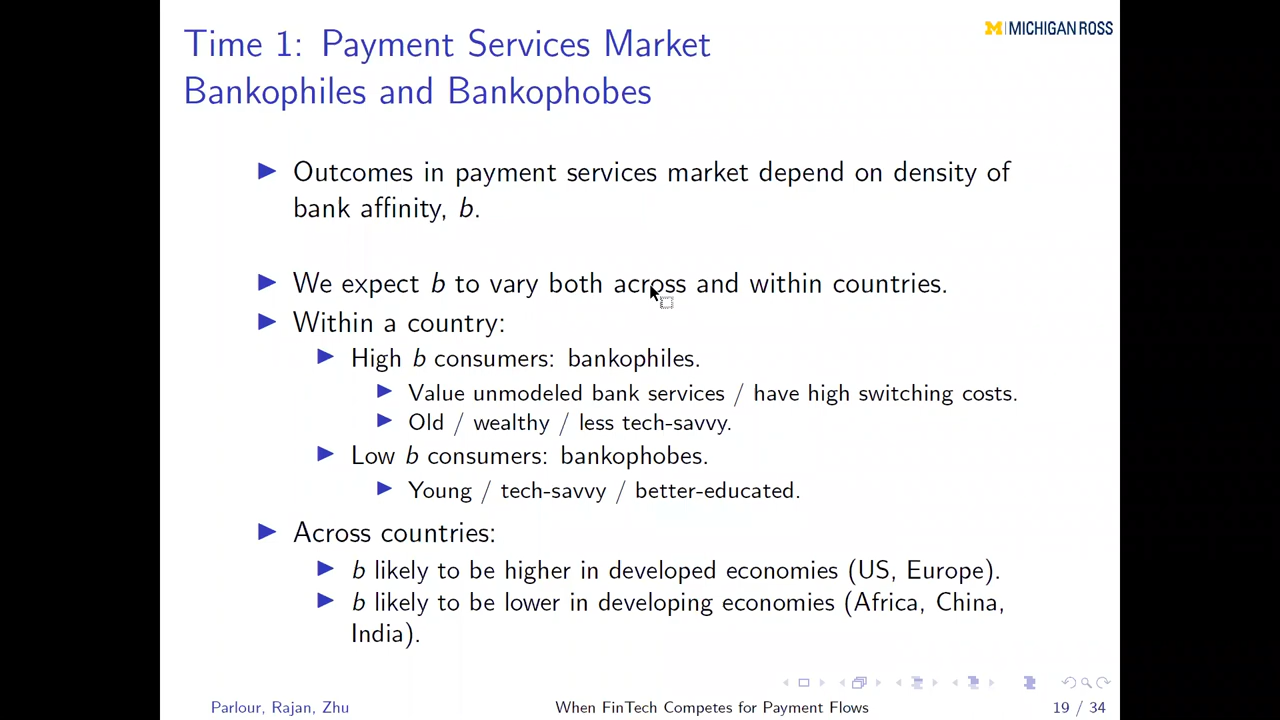 Time 1: Payment Services Market
Bankophiles and Bankophobes
M | MICHIGAN ROSS
▶ Outcomes in payment services market depend on density of
bank affinity, b.
▶ We expect b to vary both across and within countries.
▶ Within a country:
▶ High b consumers: bankophiles.
▶ Value unmodeled bank services / have high switching costs.
▶ Old / wealthy / less tech-savvy.
▶ Low b consumers: bankophobes.
▶ Young / tech-savvy / better-educated.
▶ Across countries:
▶ b likely to be higher in developed economies (US, Europe).
▶ b likely to be lower in developing economies (Africa, China,
India).
Parlour, Rajan, Zhu When FinTech Competes for Payment Flows 19 / 34